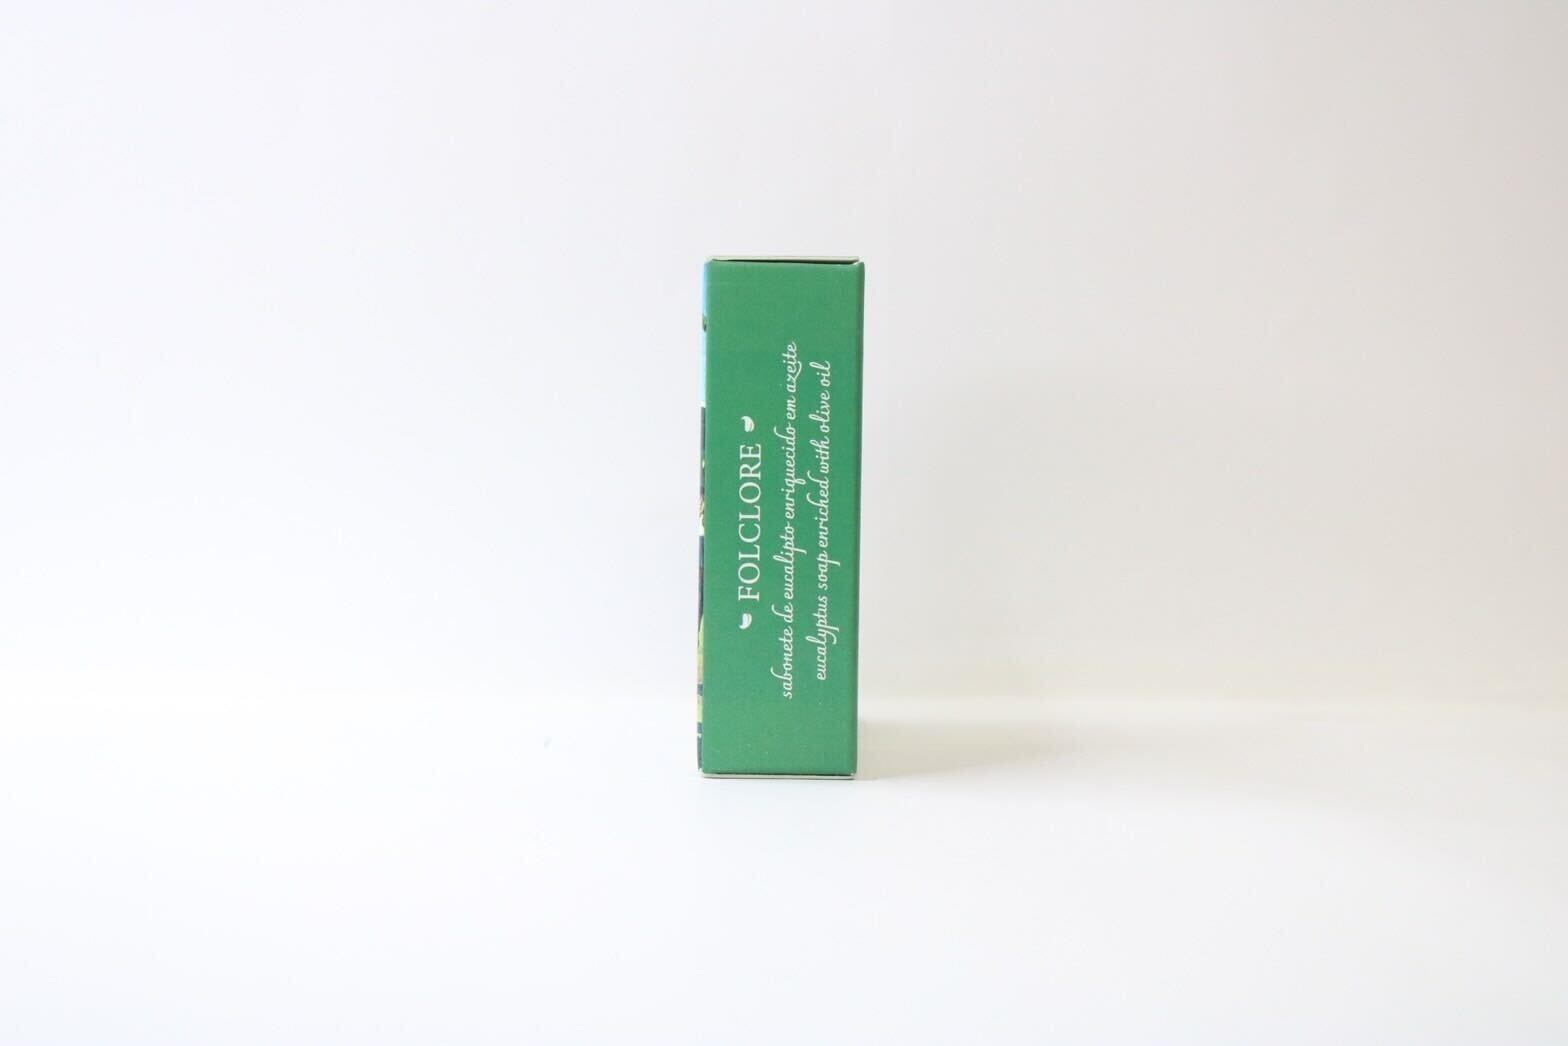 FOLCLORE
sabonete de eucalipto enriquecido em azeite
eucalyptus soap enriched with olive oil